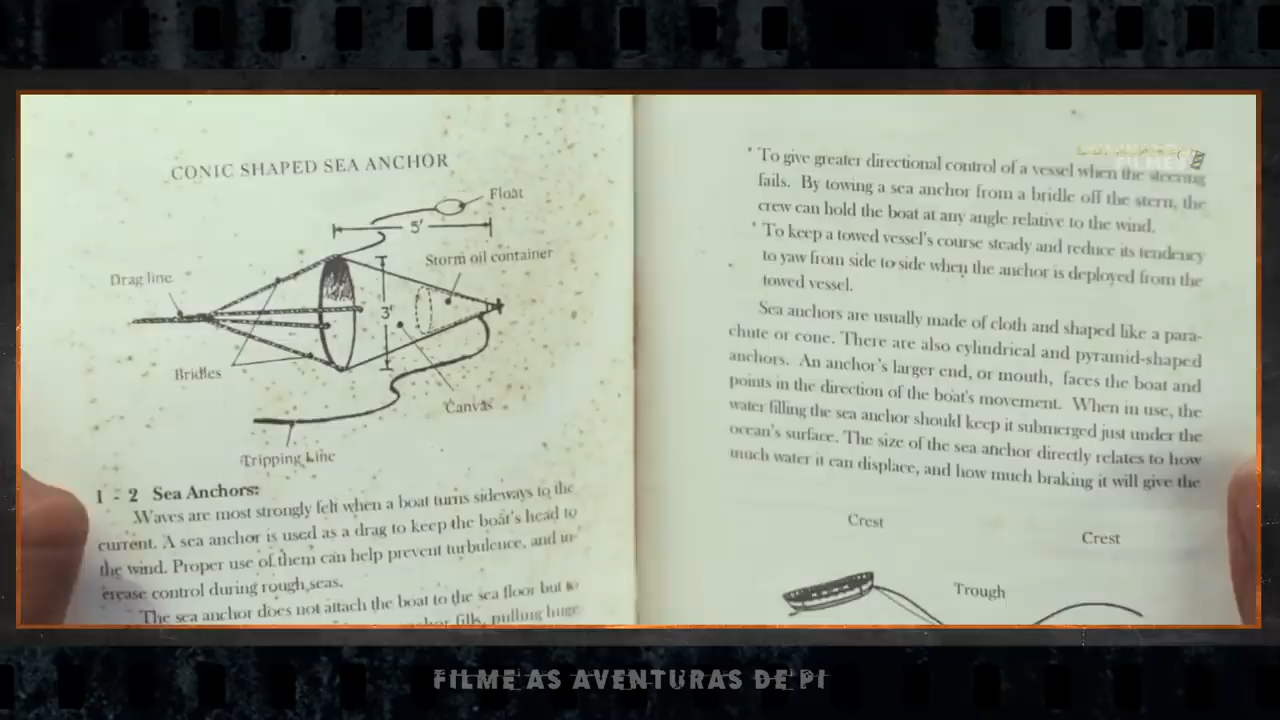 CONIC SHAPED SEA ANCHOR
Float
5'
Storm oil container
Drag line
3'
Bridles
Canvas
Tripping Line
1 - 2 Sea Anchors:
Waves are most strongly felt when a boat turns sideways to the
current. A sea anchor is used as a drag to keep the boat's head to
the wind. Proper use of them can help prevent turbulence, and in-
crease control during rough seas.
The sea anchor does not attach the boat to the sea floor but to
fills, pulling huge
* To give greater directional control of a vessel when the steering
fails. By towing a sea anchor from a bridle off the stern, the
crew can hold the boat at any angle relative to the wind.
* To keep a towed vessel's course steady and reduce its tendency
to yaw from side to side when the anchor is deployed from the
towed vessel.
Sea anchors are usually made of cloth and shaped like a para-
chute or cone. There are also cylindrical and pyramid-shaped
anchors. An anchor's larger end, or mouth, faces the boat and
points in the direction of the boat's movement. When in use, the
water filling the sea anchor should keep it submerged just under the
ocean's surface. The size of the sea anchor directly relates to how
much water it can displace, and how much braking it will give the
Crest
Crest
Trough
FILME AS AVENTURAS DE PI